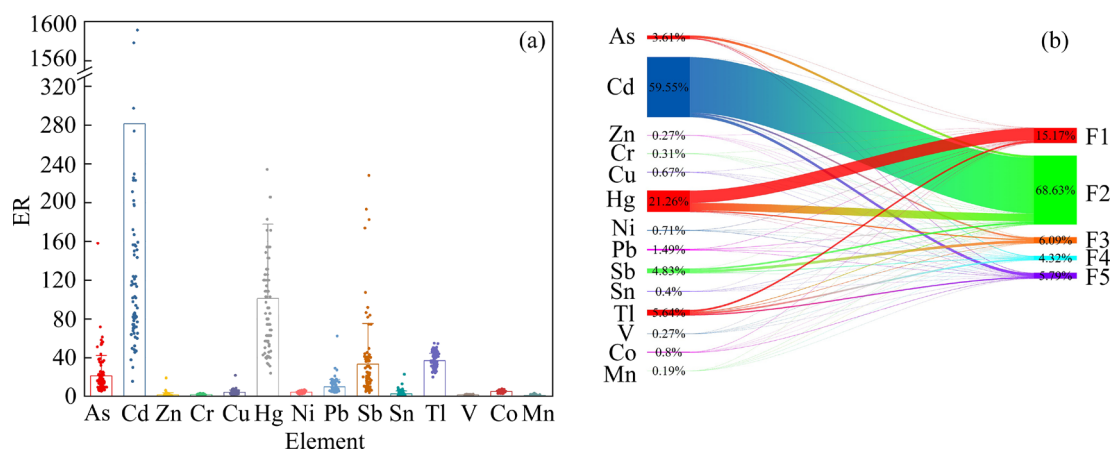 1600
1560
320
280
240
200
160
120
80
40
0
ER
(a)
As Cd Zn Cr Cu Hg Ni Pb Sb Sn Tl V Co Mn
Element
(b)
As 3.61%
Cd 59.55%
Zn 0.27%
Cr 0.31%
Cu 0.67%
Hg 21.26%
Ni 0.71%
Pb 1.49%
Sb 4.83%
Sn 0.4%
Tl 5.64%
V 0.27%
Co 0.8%
Mn 0.19%
15.17% F1
68.63% F2
6.09% F3
4.32% F4
5.79% F5